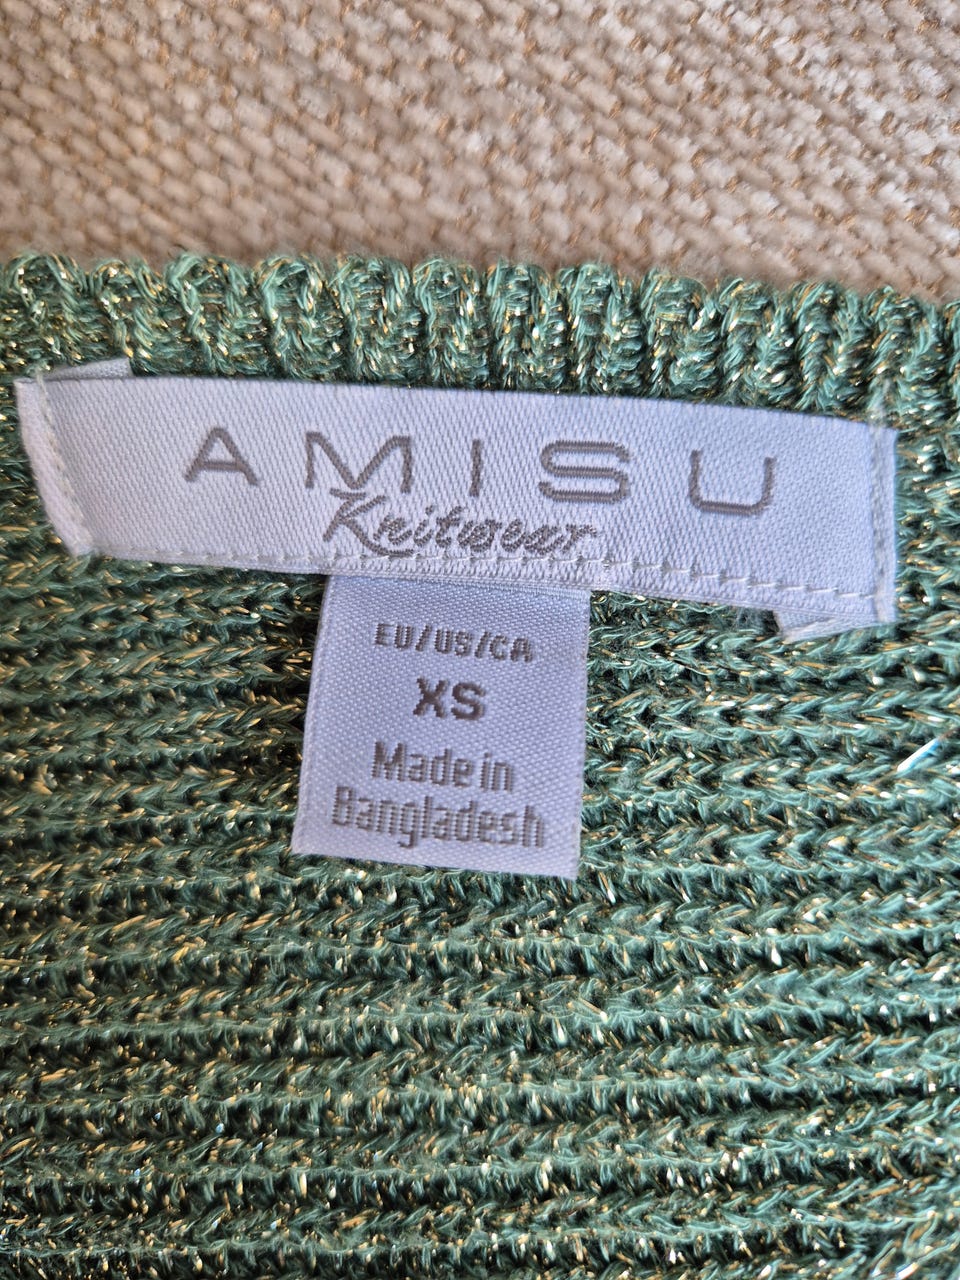 AMISU
Knitwear
EU/US/CA
XS
Made in
Bangladesh